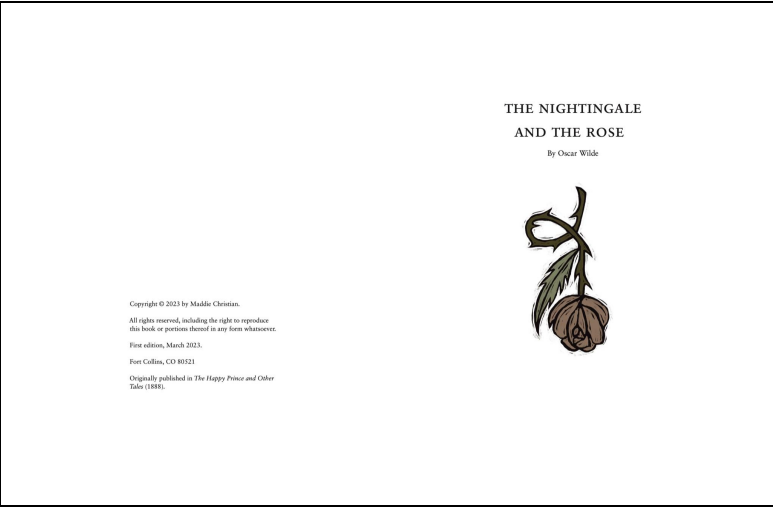 Copyright © 2023 by Maddie Christian.
All rights reserved, including the right to reproduce
this book or portions thereof in any form whatsoever.
First edition, March 2023.
Fort Collins, CO 80521
Originally published in The Happy Prince and Other
Tales (1888).
THE NIGHTINGALE
AND THE ROSE
By Oscar Wilde